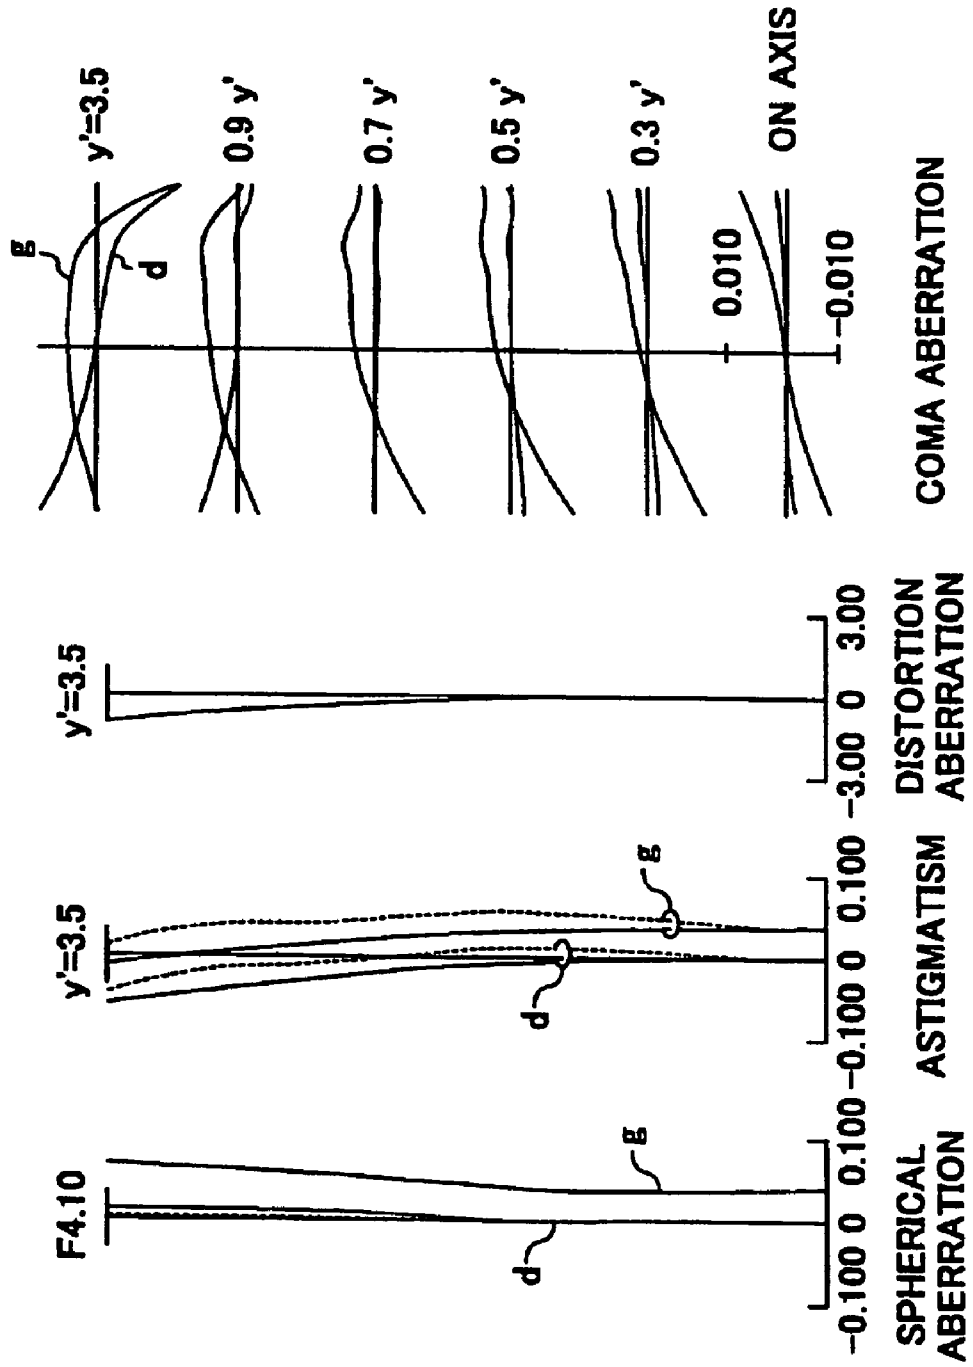 F4.10
g
d
−0.100 0 0.100
SPHERICAL
ABERRATION
y'=3.5
g
d
−0.100 0 0.100
ASTIGMATISM
y'=3.5
−3.00 0 3.00
DISTORTION
ABERRATION
g
y'=3.5
d
0.9 y'
0.7 y'
0.5 y'
0.3 y'
0.010
ON AXIS
−0.010
COMA ABERRATION